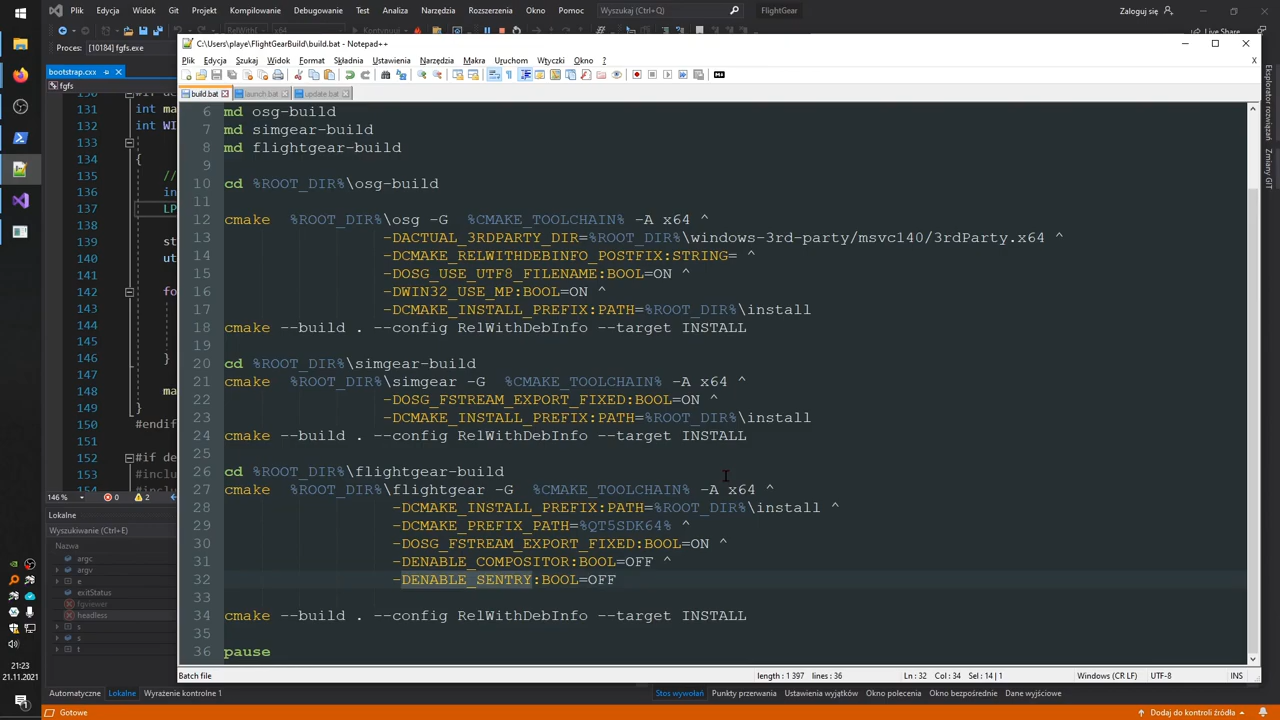 Plik Edycja Widok Git Projekt Kompilowanie Debugowanie Test Analiza Narzędzia Rozszerzenia Okno Pomoc Wyszukaj (Ctrl+Q) FlightGear Zaloguj się
Live Share
Proces: [10184] fgfs.exe
bootstrap.cxx
fgfs
C:\Users\playe\FlightGearBuild\build.bat - Notepad++
Plik Edycja Szukaj Widok Format Składnia Ustawienia Narzędzia Makra Uruchom Wtyczki Okno ?
build.bat launch.bat update.bat
131 int ma
132 int WI
133
134 {
135 //
136 in
137 LP
138
139 st
140 ut
141
142 fo
143
144
145
146 }
147
148 ma
149 }
150 #endif
151
152 #if de
153 #inclu
6 md osg-build
7 md simgear-build
8 md flightgear-build
9
10 cd %ROOT_DIR%\osg-build
11
12 cmake %ROOT_DIR%\osg -G %CMAKE_TOOLCHAIN% -A x64 ^
13 -DACTUAL_3RDPARTY_DIR=%ROOT_DIR%\windows-3rd-party/msvc140/3rdParty.x64 ^
14 -DCMAKE_RELWITHDEBINFO_POSTFIX:STRING= ^
15 -DOSG_USE_UTF8_FILENAME:BOOL=ON ^
16 -DWIN32_USE_MP:BOOL=ON ^
17 -DCMAKE_INSTALL_PREFIX:PATH=%ROOT_DIR%\install
18 cmake --build . --config RelWithDebInfo --target INSTALL
19
20 cd %ROOT_DIR%\simgear-build
21 cmake %ROOT_DIR%\simgear -G %CMAKE_TOOLCHAIN% -A x64 ^
22 -DOSG_FSTREAM_EXPORT_FIXED:BOOL=ON ^
23 -DCMAKE_INSTALL_PREFIX:PATH=%ROOT_DIR%\install
24 cmake --build . --config RelWithDebInfo --target INSTALL
25
26 cd %ROOT_DIR%\flightgear-build
27 cmake %ROOT_DIR%\flightgear -G %CMAKE_TOOLCHAIN% -A x64 ^
28 -DCMAKE_INSTALL_PREFIX:PATH=%ROOT_DIR%\install ^
29 -DCMAKE_PREFIX_PATH=%QT5SDK64% ^
30 -DOSG_FSTREAM_EXPORT_FIXED:BOOL=ON ^
31 -DENABLE_COMPOSITOR:BOOL=OFF ^
32 -DENABLE_SENTRY:BOOL=OFF
33
34 cmake --build . --config RelWithDebInfo --target INSTALL
35
36 pause
Eksplorator rozwiązań
Zmiany GIT
146 % 0 2
Lokalne
Wyszukiwanie (Ctrl+E)
Nazwa
argc
argv
e
exitStatus
fgviewer
headless
s
s
t
Batch file length : 1 397 lines : 36 Ln : 32 Col : 34 Sel : 14 | 1 Windows (CR LF) UTF-8 INS
Automatyczne Lokalne Wyrażenie kontrolne 1 Stos wywołań Punkty przerwania Ustawienia wyjątków Okno polecenia Okno bezpośrednie Dane wyjściowe
Gotowe Dodaj do kontroli źródła
21:23
21.11.2021